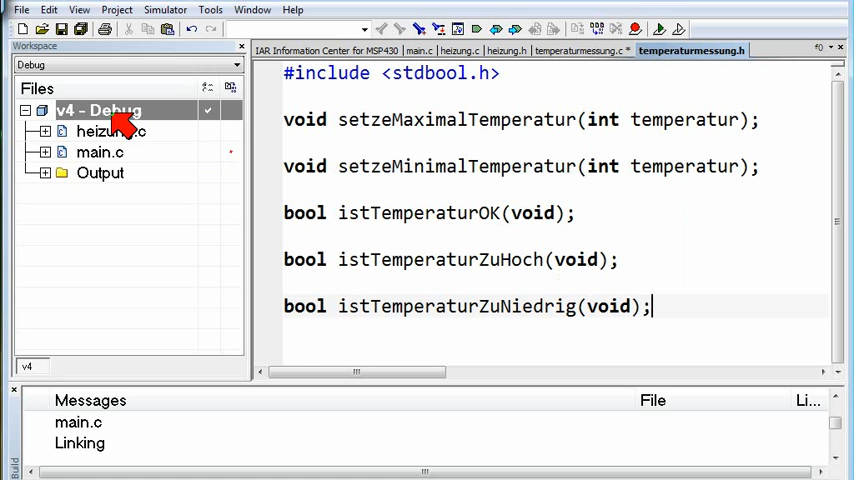 File Edit View Project Simulator Tools Window Help
Workspace
IAR Information Center for MSP430 main.c heizung.c heizung.h temperaturmessung.c * temperaturmessung.h f0
Debug
Files
#include <stdbool.h>
v4 - Debug
void setzeMaximalTemperatur(int temperatur);
heizung.c
main.c
void setzeMinimalTemperatur(int temperatur);
Output
bool istTemperaturOK(void);
bool istTemperaturZuHoch(void);
bool istTemperaturZuNiedrig(void);
v4
Messages File Li...
main.c
Linking
Build